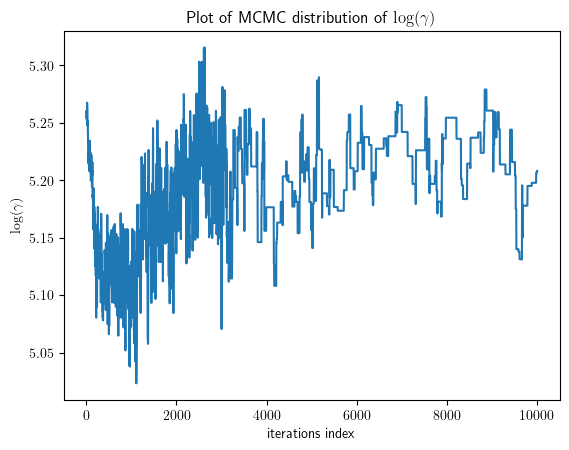 Plot of MCMC distribution of log(γ)
5.30
5.25
5.20
5.15
5.10
5.05
log(γ)
0 2000 4000 6000 8000 10000
iterations index